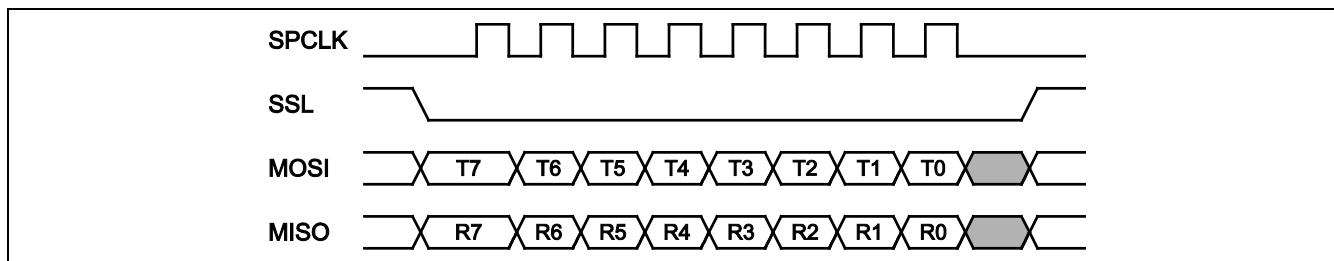 SPCLK
SSL
MOSI T7 T6 T5 T4 T3 T2 T1 T0
MISO R7 R6 R5 R4 R3 R2 R1 R0